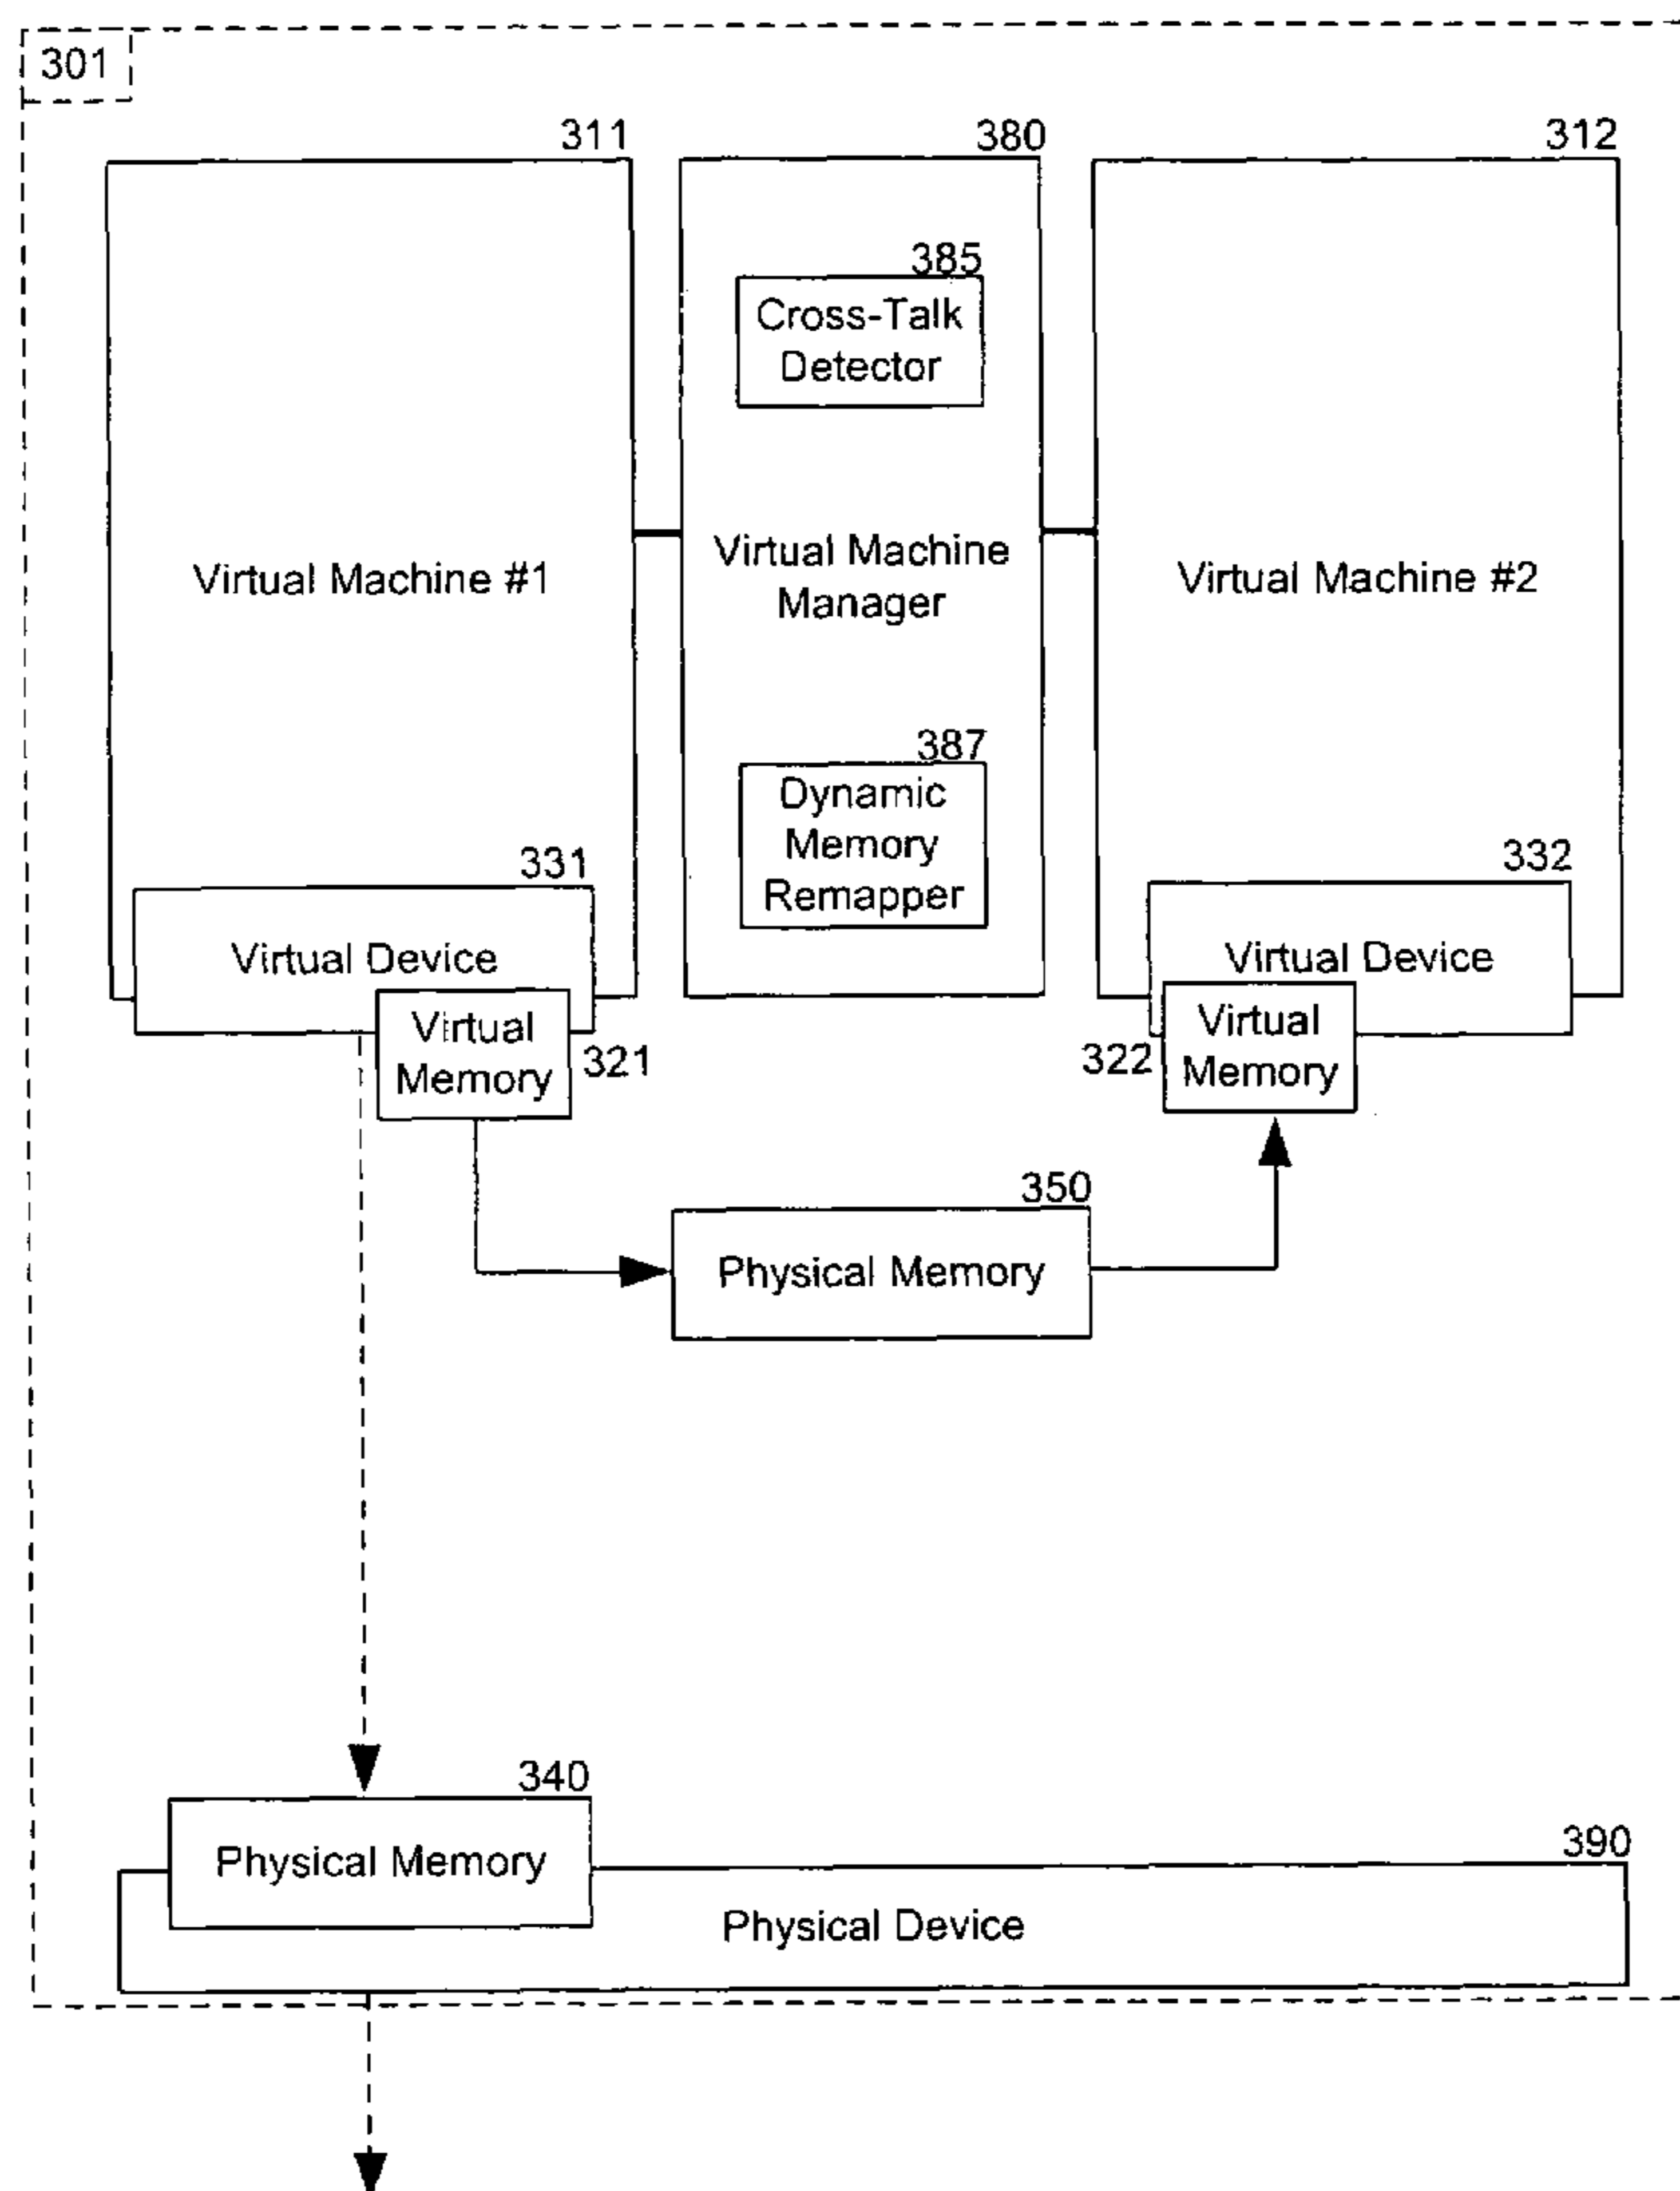 301
311
380
312
385
Cross-Talk
Detector
Virtual Machine #1
Virtual Machine
Manager
Virtual Machine #2
387
Dynamic
Memory
Remapper
331
Virtual Device
332
Virtual Device
Virtual
Memory
321
322
Virtual
Memory
350
Physical Memory
340
Physical Memory
390
Physical Device